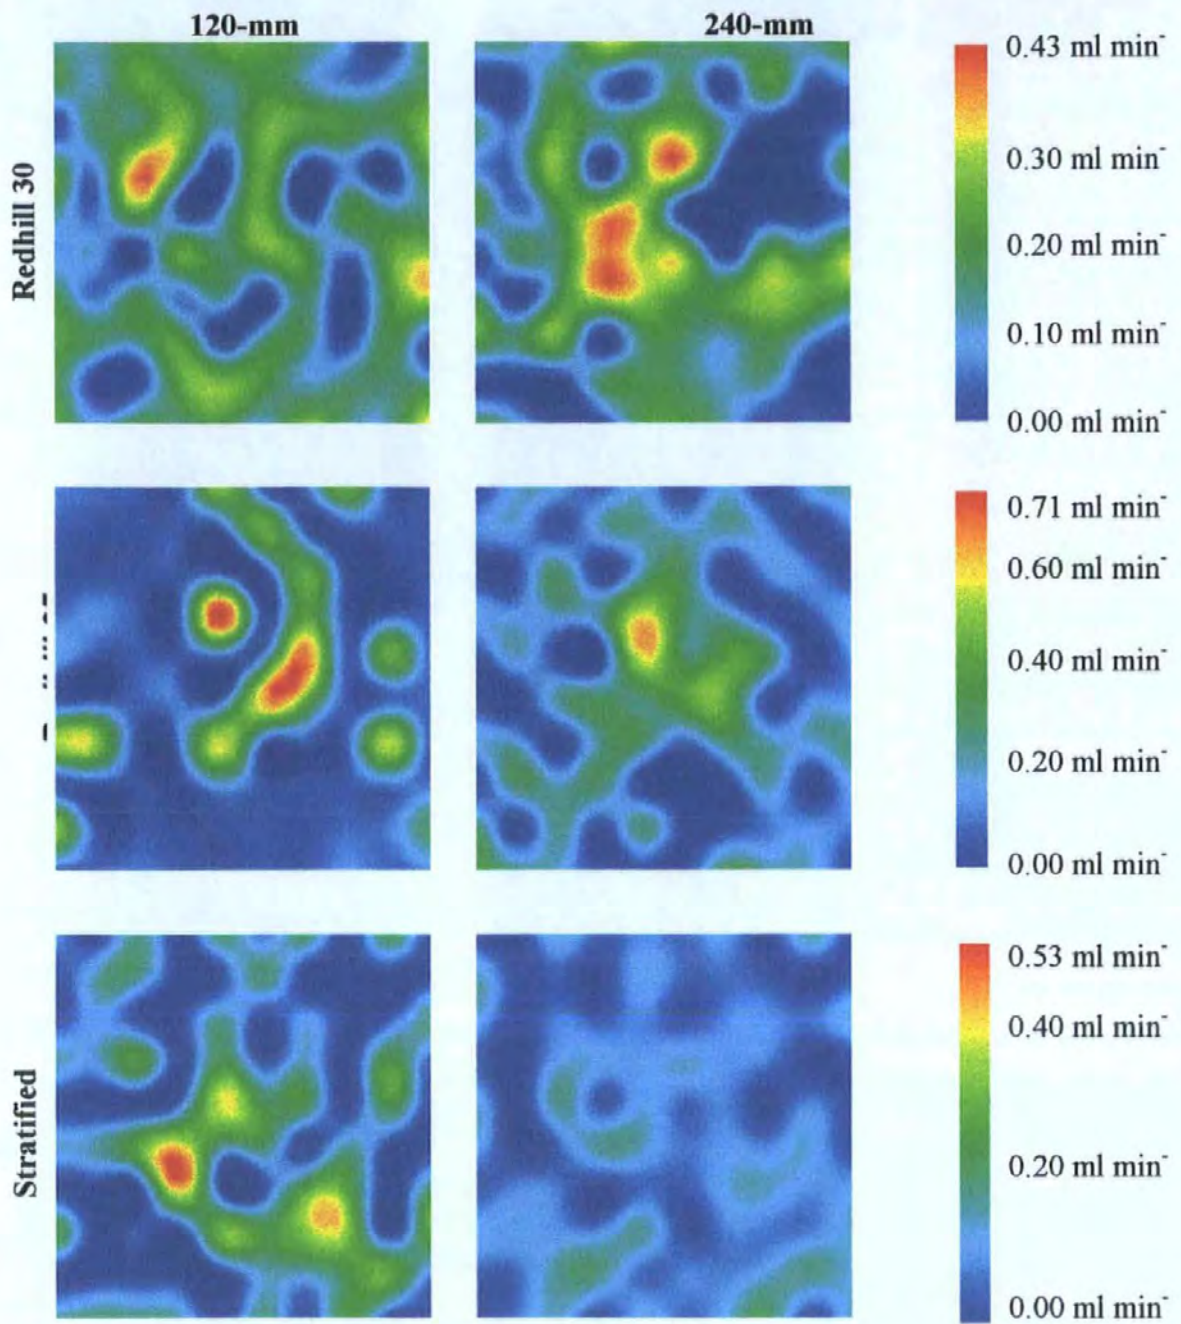 120-mm
240-mm
Redhill 30
0.43 ml min-
0.30 ml min-
0.20 ml min-
0.10 ml min-
0.00 ml min-
0.71 ml min-
0.60 ml min-
0.40 ml min-
0.20 ml min-
0.00 ml min-
Stratified
0.53 ml min-
0.40 ml min-
0.20 ml min-
0.00 ml min-